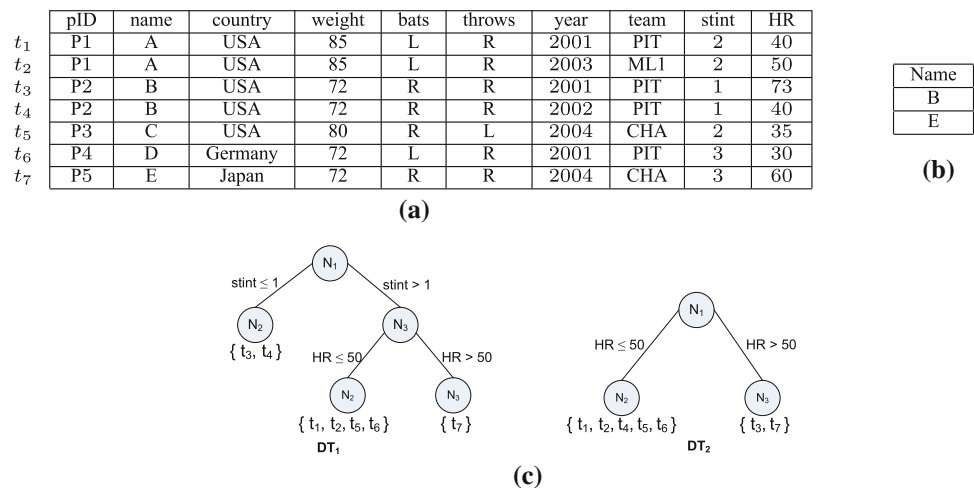 pID name country weight bats throws year team stint HR
t1 P1 A USA 85 L R 2001 PIT 2 40
t2 P1 A USA 85 L R 2003 ML1 2 50
t3 P2 B USA 72 R R 2001 PIT 1 73
t4 P2 B USA 72 R R 2002 PIT 1 40
t5 P3 C USA 80 R L 2004 CHA 2 35
t6 P4 D Germany 72 L R 2001 PIT 3 30
t7 P5 E Japan 72 R R 2004 CHA 3 60
(a)
Name
B
E
(b)
N1
stint ≤ 1 stint > 1
N2 N3
{ t3, t4 }
HR ≤ 50 HR > 50
N2 N3
{ t1, t2, t5, t6 } { t7 }
DT1
N1
HR ≤ 50 HR > 50
N2 N3
{ t1, t2, t4, t5, t6 } { t3, t7 }
DT2
(c)